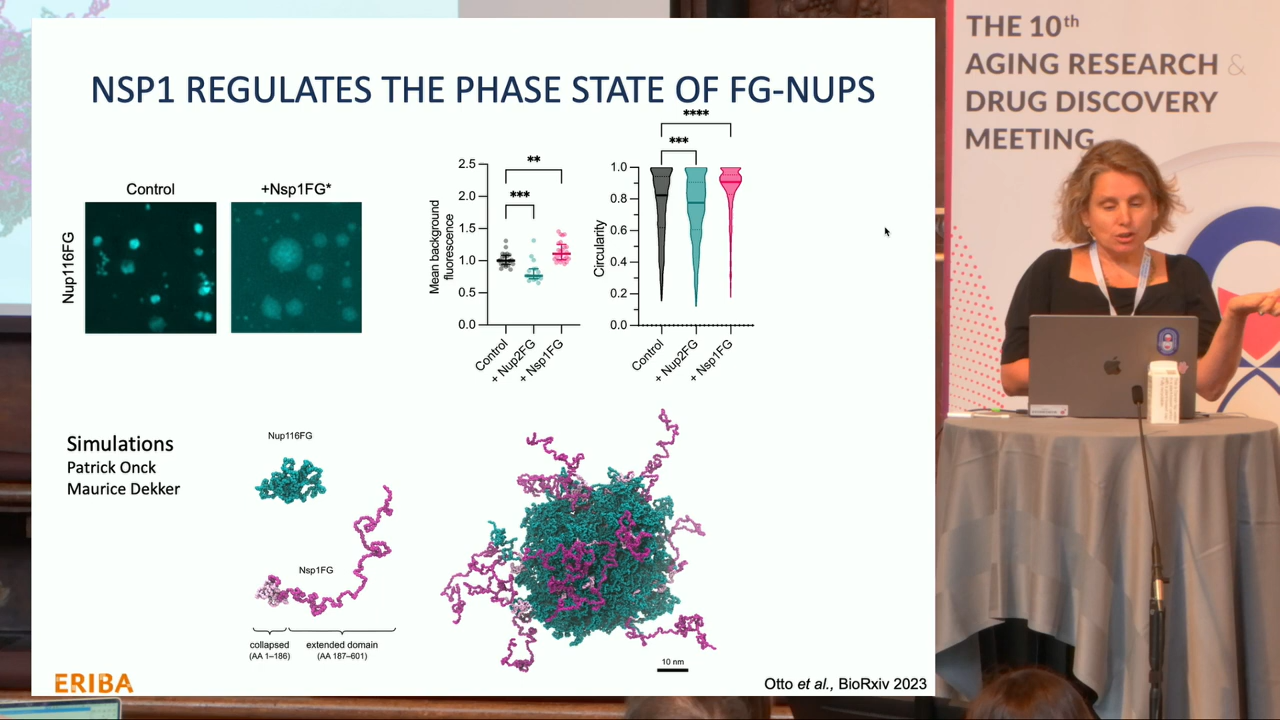 NSP1 REGULATES THE PHASE STATE OF FG-NUPS
Control
+Nsp1FG*
Nup116FG
Mean background
fluorescence
2.5
2.0
1.5
1.0
0.5
0.0
**
***
Control
+ Nup2FG
+ Nsp1FG
Circularity
1.0
0.8
0.6
0.4
0.2
0.0
****
***
Control
+ Nup2FG
+ Nsp1FG
Simulations
Patrick Onck
Maurice Dekker
Nup116FG
Nsp1FG
collapsed
(AA 1–186)
extended domain
(AA 187–601)
10 nm
ERIBA
Otto et al., BioRxiv 2023
THE 10th
AGING RESEARCH &
DRUG DISCOVERY
MEETING